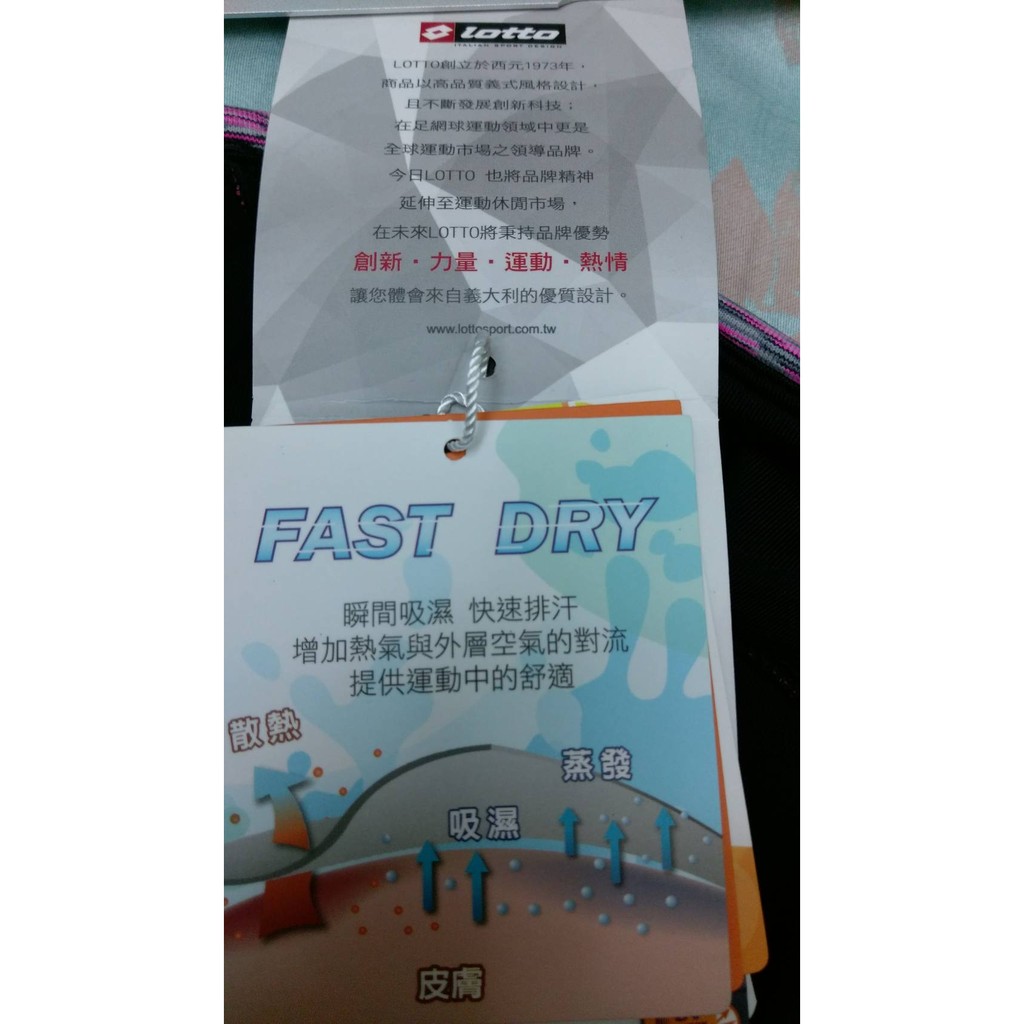 lotto
ITALIAN SPORT DESIGN
LOTTO創立於西元1973年，
商品以高品質義式風格設計，
且不斷發展創新科技；
在足網球運動領域中更是
全球運動市場之領導品牌。
今日LOTTO 也將品牌精神
延伸至運動休閒市場，
在未來LOTTO將秉持品牌優勢
創新・力量・運動・熱情
讓您體會來自義大利的優質設計。
www.lottosport.com.tw
FAST DRY
瞬間吸濕 快速排汗
增加熱氣與外層空氣的對流
提供運動中的舒適
散熱
蒸發
吸濕
皮膚